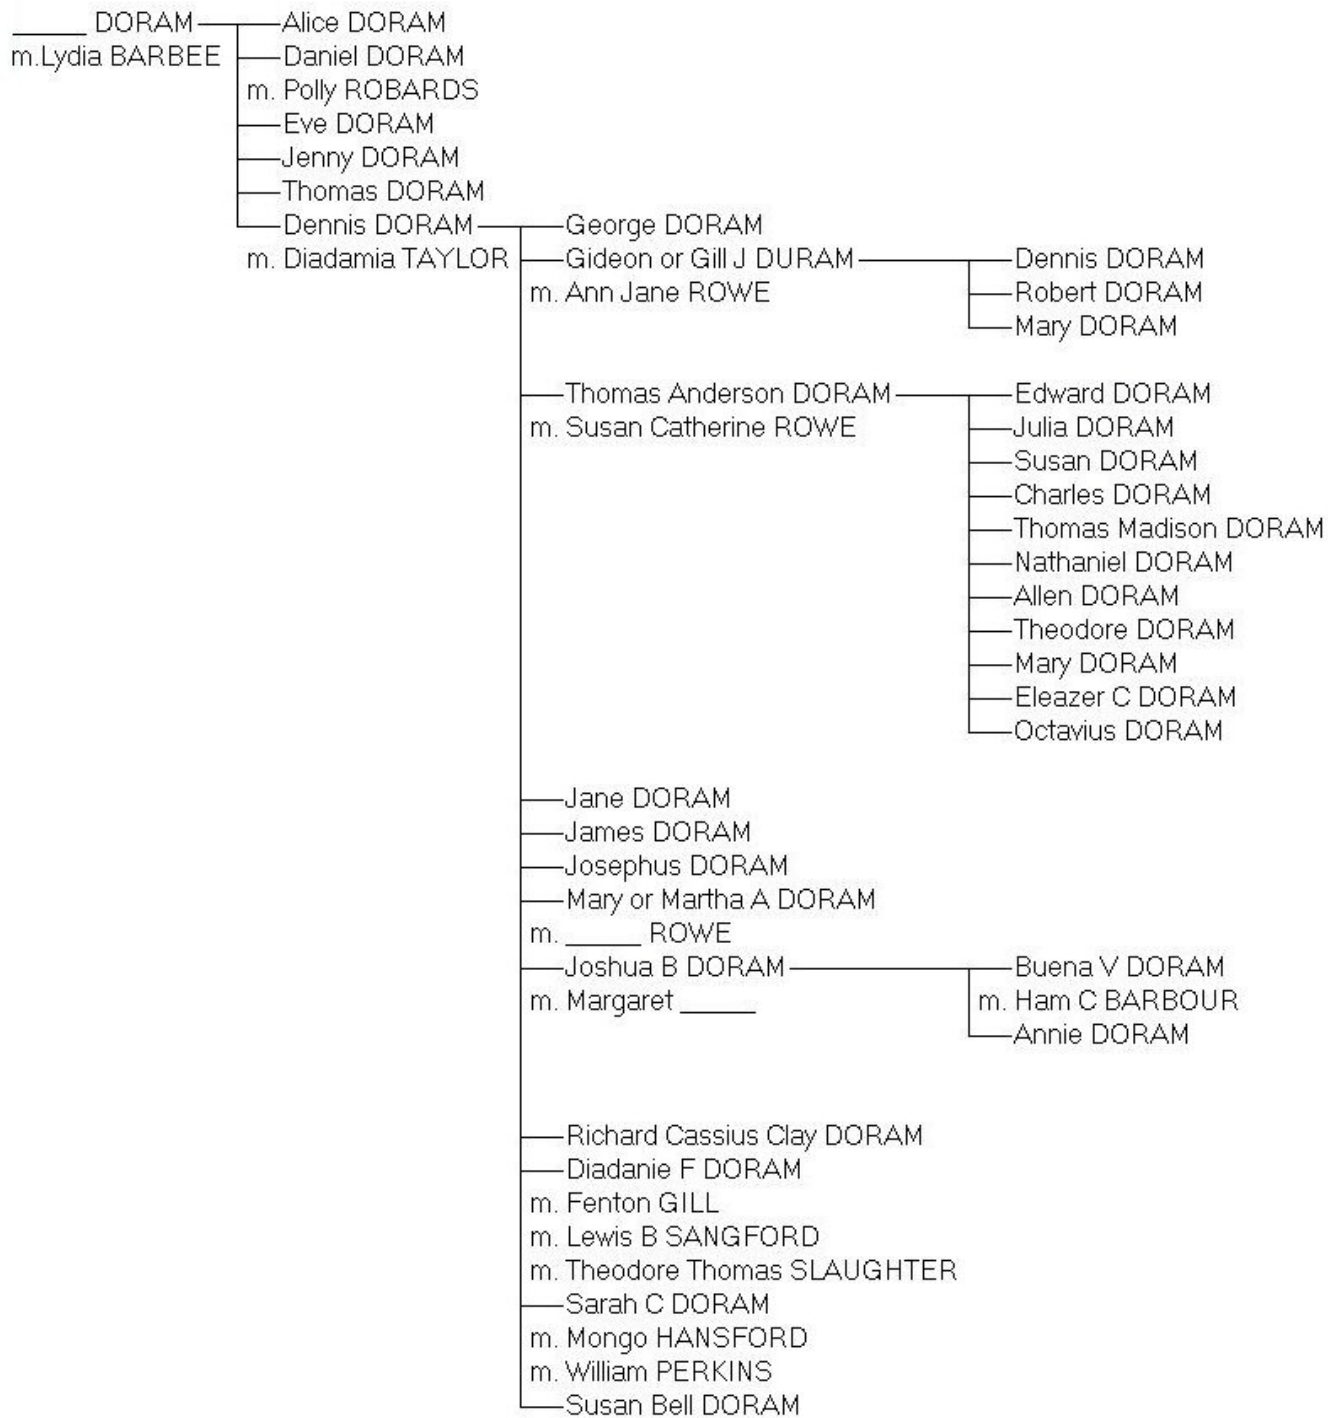 ______ DORAM
m.Lydia BARBEE
Alice DORAM
Daniel DORAM
m. Polly ROBARDS
Eve DORAM
Jenny DORAM
Thomas DORAM
Dennis DORAM
m. Diadamia TAYLOR
George DORAM
Gideon or Gill J DURAM
m. Ann Jane ROWE
Dennis DORAM
Robert DORAM
Mary DORAM
Thomas Anderson DORAM
m. Susan Catherine ROWE
Edward DORAM
Julia DORAM
Susan DORAM
Charles DORAM
Thomas Madison DORAM
Nathaniel DORAM
Allen DORAM
Theodore DORAM
Mary DORAM
Eleazer C DORAM
Octavius DORAM
Jane DORAM
James DORAM
Josephus DORAM
Mary or Martha A DORAM
m. ______ ROWE
Joshua B DORAM
m. Margaret ______
Buena V DORAM
m. Ham C BARBOUR
Annie DORAM
Richard Cassius Clay DORAM
Diadanie F DORAM
m. Fenton GILL
m. Lewis B SANGFORD
m. Theodore Thomas SLAUGHTER
Sarah C DORAM
m. Mongo HANSFORD
m. William PERKINS
Susan Bell DORAM